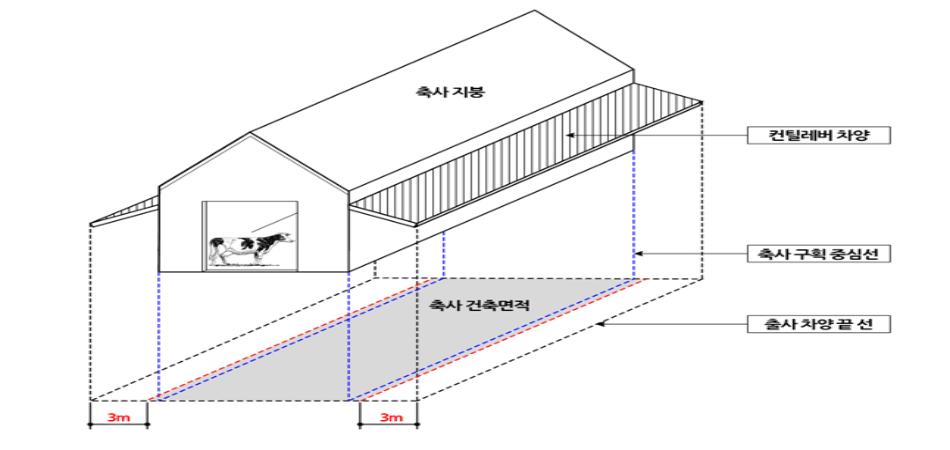 축사 지붕
컨틸레버 차양
축사 구획 중심선
축사 건축면적
출사 차양 끝 선
3m
3m